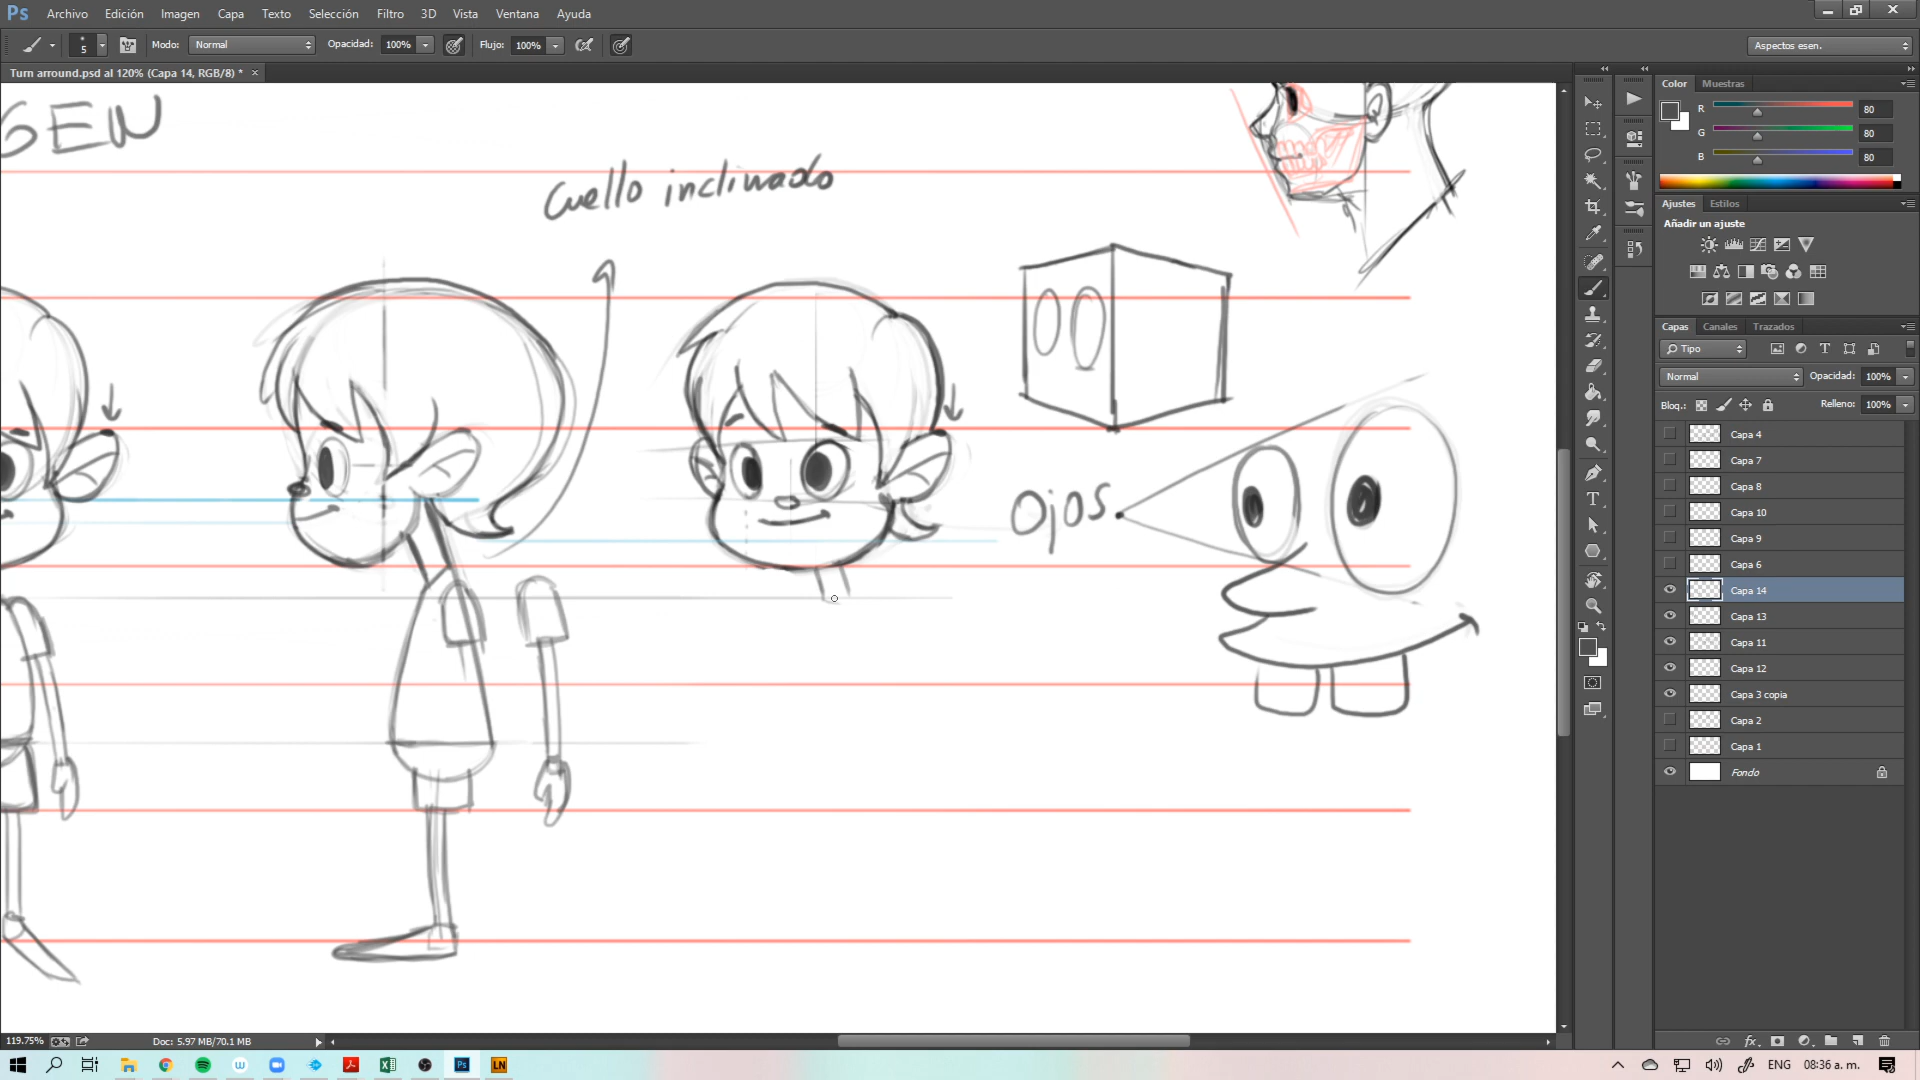 Ps Archivo Edición Imagen Capa Texto Selección Filtro 3D Vista Ventana Ayuda
5 Modo: Normal Opacidad: 100% Flujo: 100% Aspectos esen.
Turn arround.psd al 120% (Capa 14, RGB/8) * ×
GEN
Cuello inclinado
Ojos
Color Muestras
R 80
G 80
B 80
Ajustes Estilos
Añadir un ajuste
Capas Canales Trazados
Tipo
Normal Opacidad: 100%
Bloq.: Relleno: 100%
Capa 4
Capa 7
Capa 8
Capa 10
Capa 9
Capa 6
Capa 14
Capa 13
Capa 11
Capa 12
Capa 3 copia
Capa 2
Capa 1
Fondo
119.75% Doc: 5.97 MB/70.1 MB
Ps LN ENG 08:36 a. m.